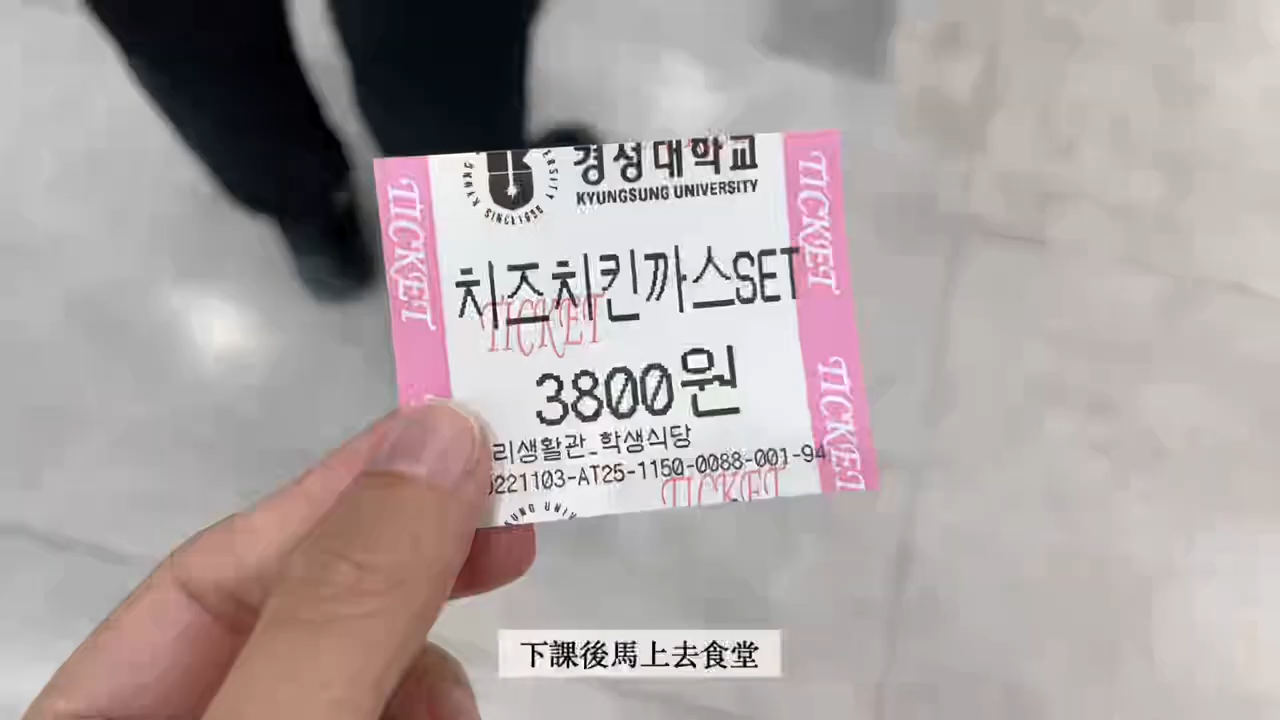 경성대학교
KYUNGSUNG UNIVERSITY
SINCE 1955
TICKET
TICKET
치즈치킨까스SET
TICKET
3800원
TICKET
리생활관_학생식당
221103-AT25-1150-0088-001-94
TICKET
下課後馬上去食堂